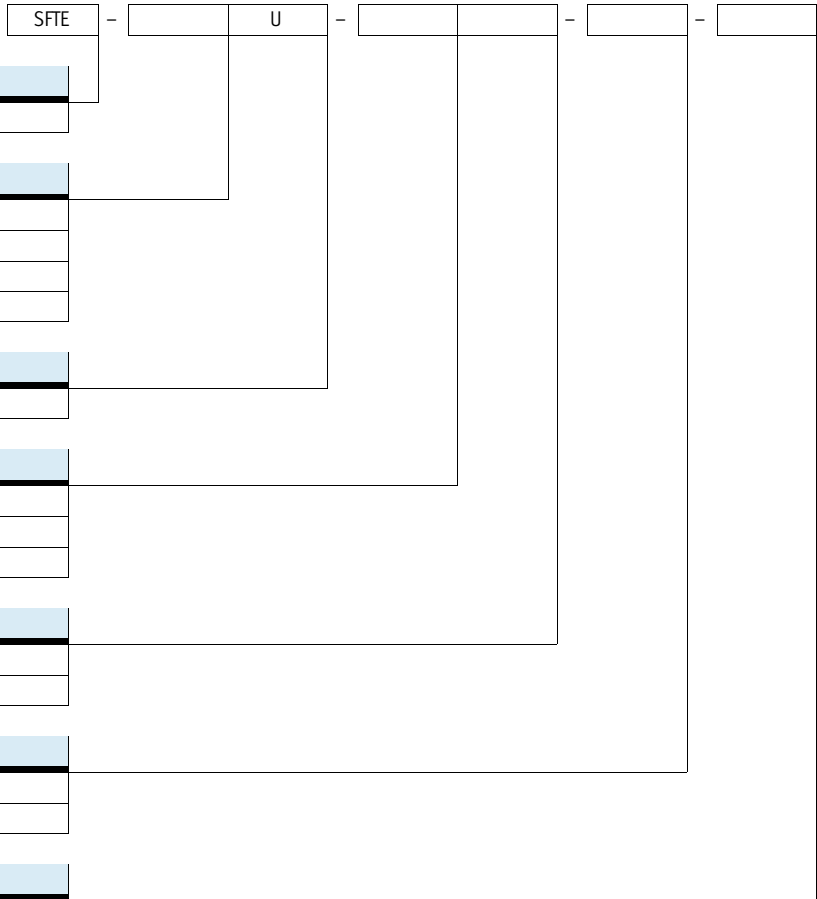 SFTE – U – – –